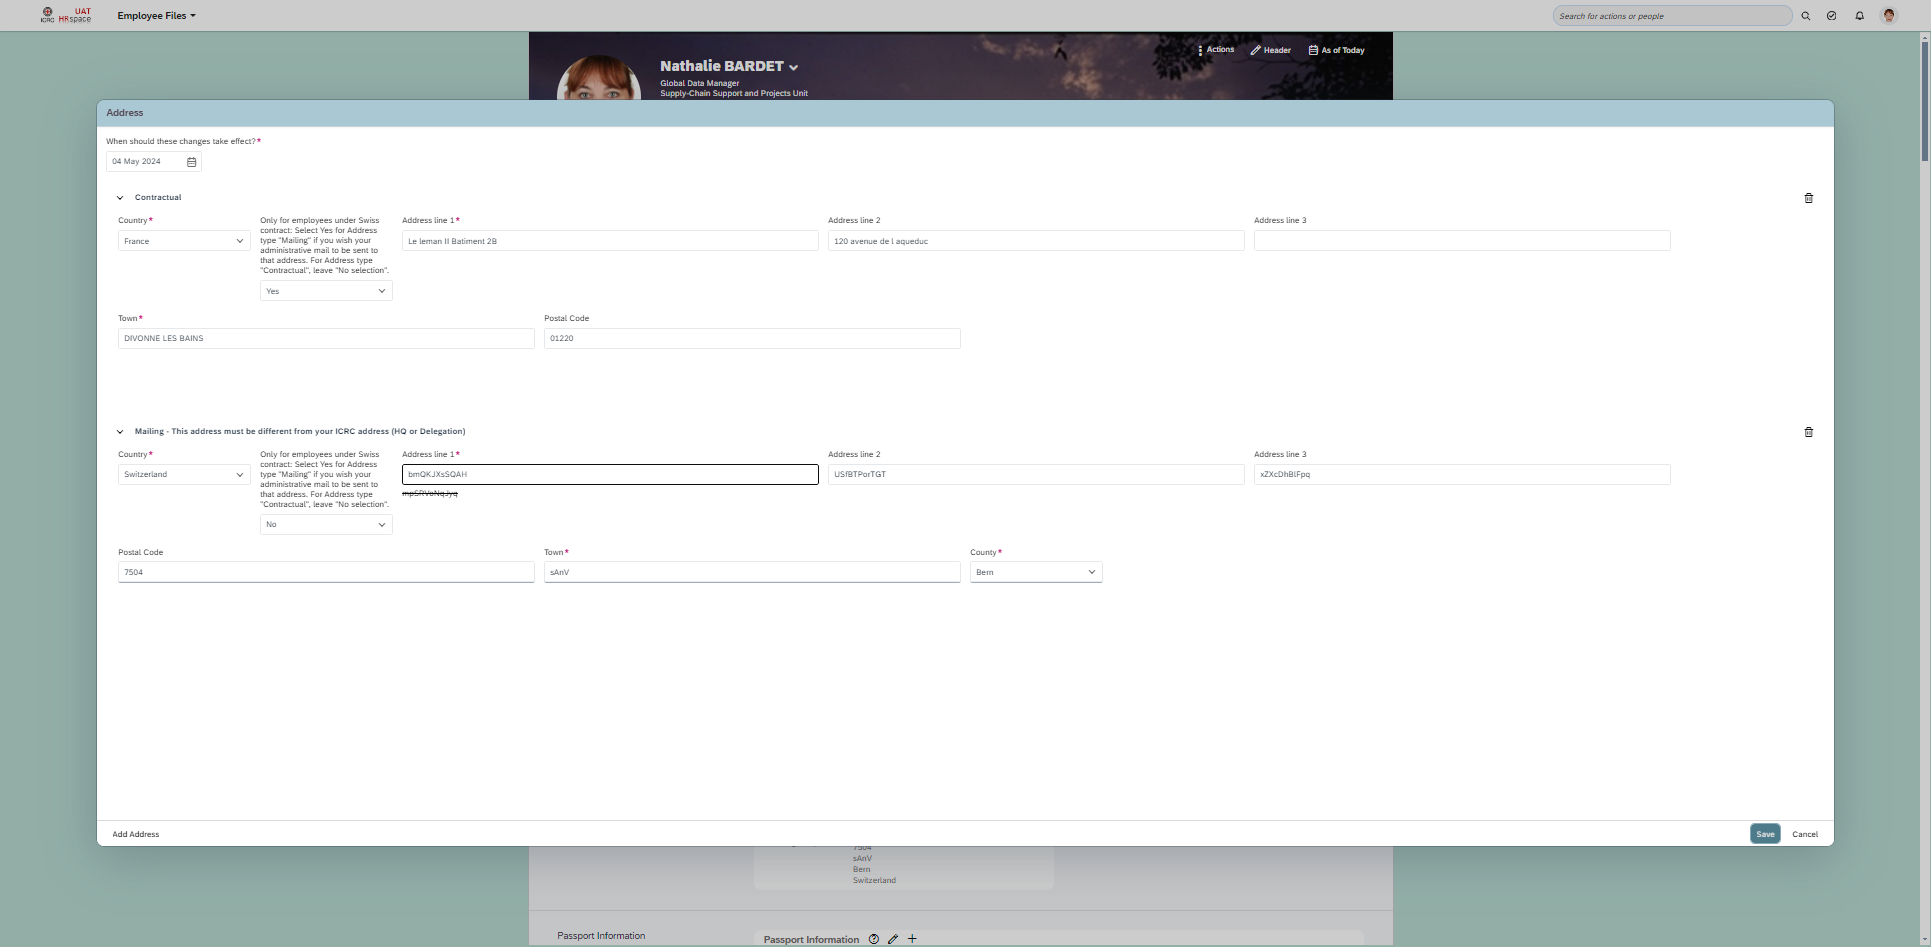 ICRC UAT HRspace Employee Files Search for actions or people
Actions Header As of Today
Nathalie BARDET
Global Data Manager
Supply-Chain Support and Projects Unit
Address
When should these changes take effect?*
04 May 2024
Contractual
Country*
France
Only for employees under Swiss
contract: Select Yes for Address
type "Mailing" if you wish your
administrative mail to be sent to
that address. For Address type
"Contractual", leave "No selection".
Yes
Address line 1*
Le leman II Batiment 2B
Address line 2
120 avenue de l aqueduc
Address line 3
Town*
DIVONNE LES BAINS
Postal Code
01220
Mailing - This address must be different from your ICRC address (HQ or Delegation)
Country*
Switzerland
Only for employees under Swiss
contract: Select Yes for Address
type "Mailing" if you wish your
administrative mail to be sent to
that address. For Address type
"Contractual", leave "No selection".
No
Address line 1*
bmQKJXsSQAH
Address line 2
USfBTPorTGT
Address line 3
xZXcDhBlFpq
Postal Code
7504
Town*
sAnV
County*
Bern
Add Address
Save Cancel
7504
sAnV
Bern
Switzerland
Passport Information
Passport Information